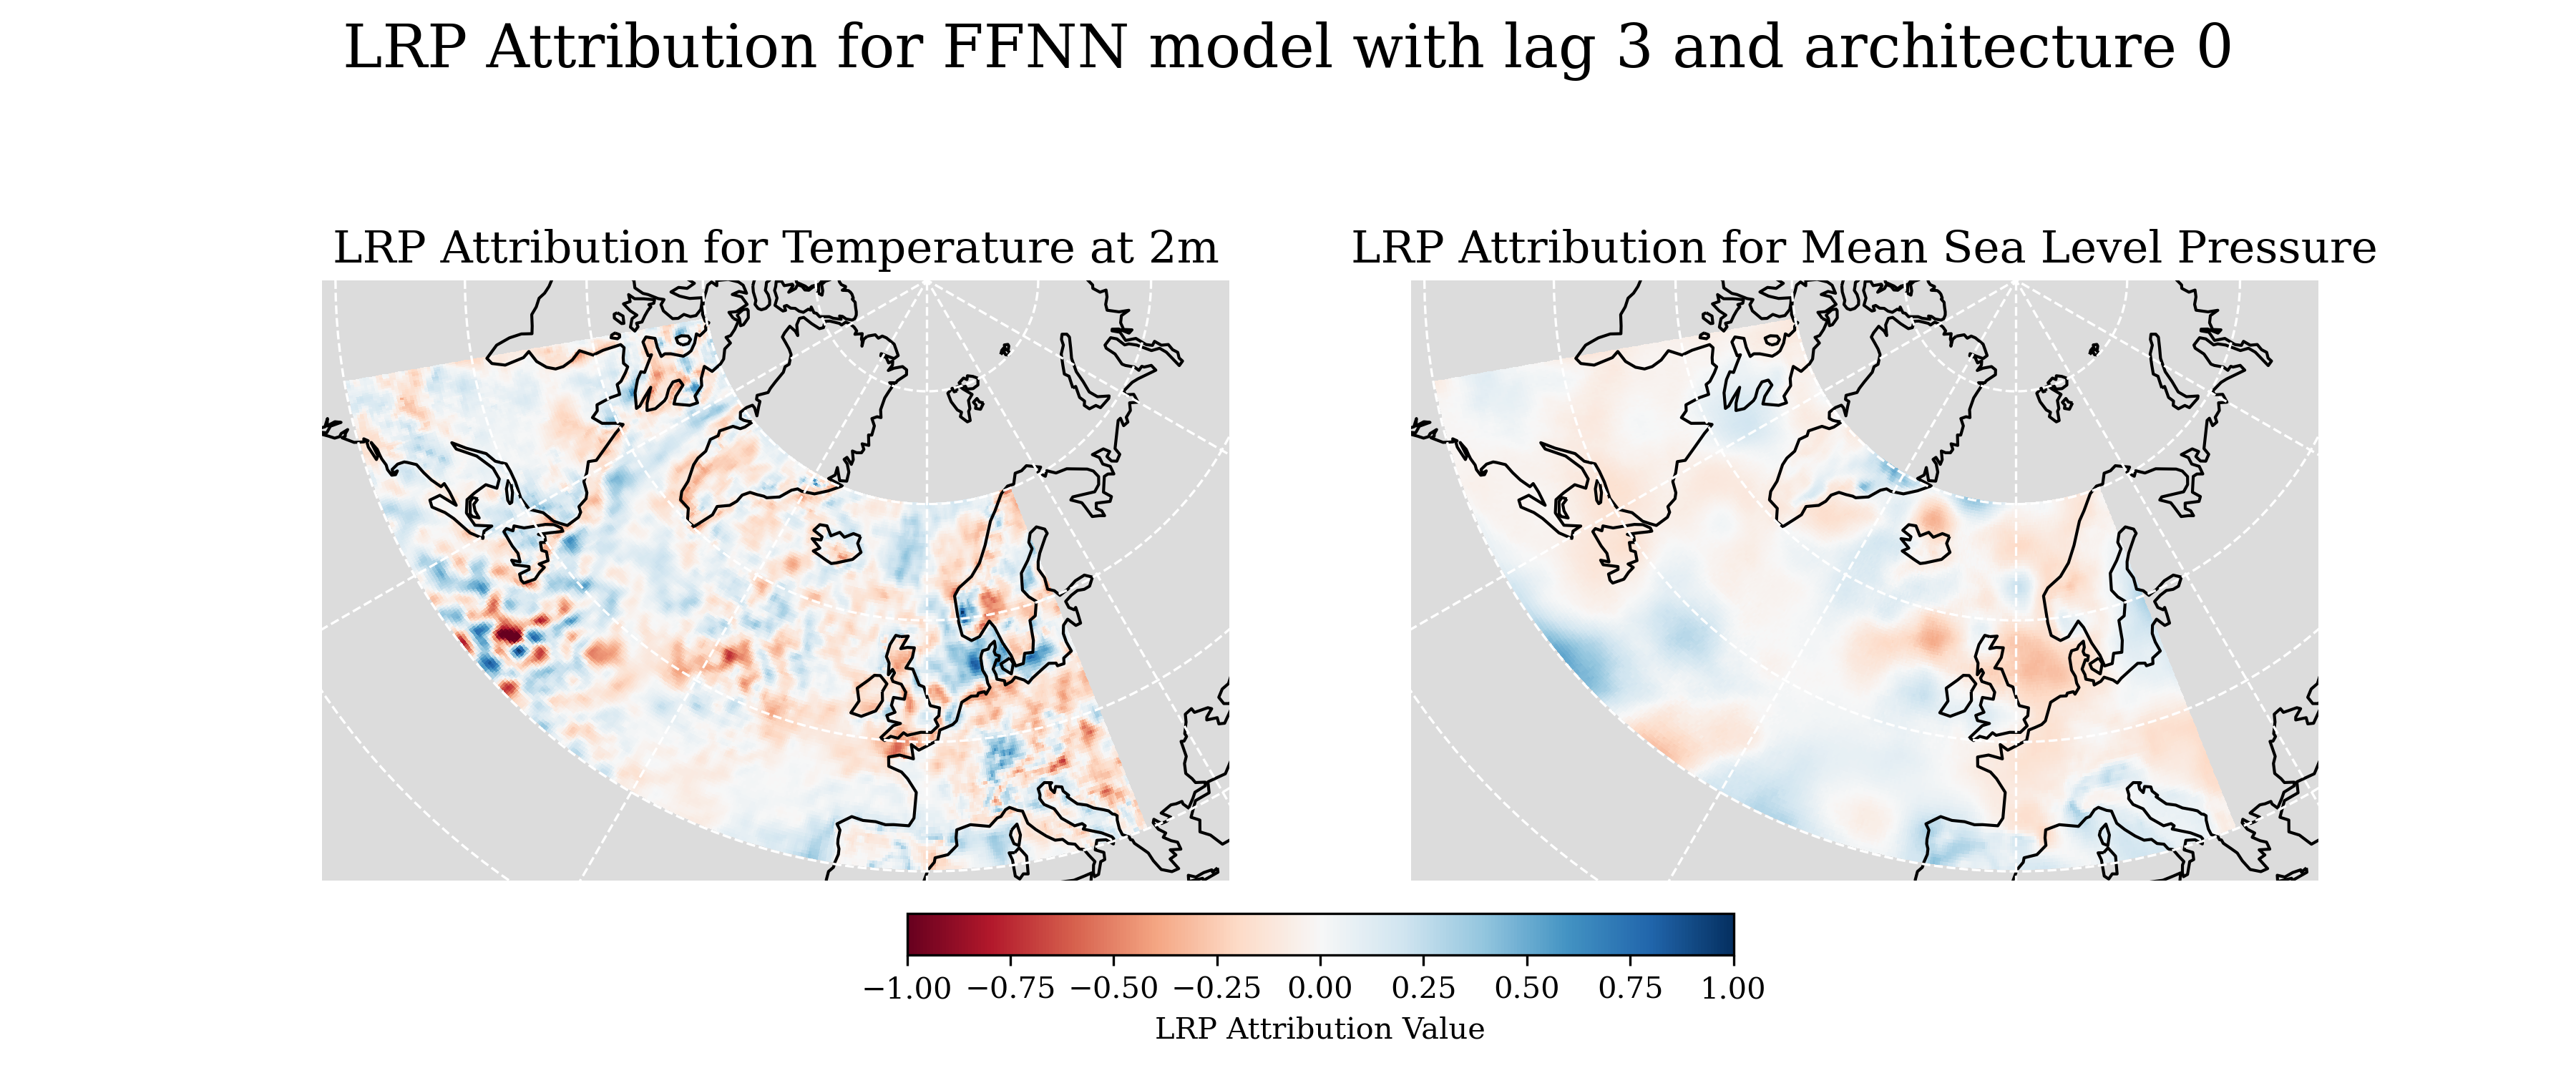 LRP Attribution for FFNN model with lag 3 and architecture 0
LRP Attribution for Temperature at 2m
LRP Attribution for Mean Sea Level Pressure
−1.00 −0.75 −0.50 −0.25 0.00 0.25 0.50 0.75 1.00
LRP Attribution Value